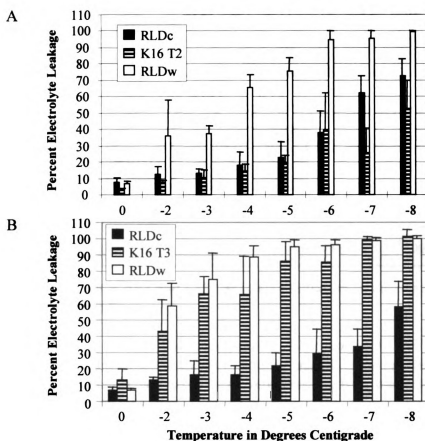 A
Percent Electrolyte Leakage
110
100
90
80
70
60
50
40
30
20
10
0
RLDc
K16 T2
RLDw
0 -2 -3 -4 -5 -6 -7 -8
B
Percent Electrolyte Leakage
110
100
90
80
70
60
50
40
30
20
10
0
RLDc
K16 T3
RLDw
0 -2 -3 -4 -5 -6 -7 -8
Temperature in Degrees Centigrade